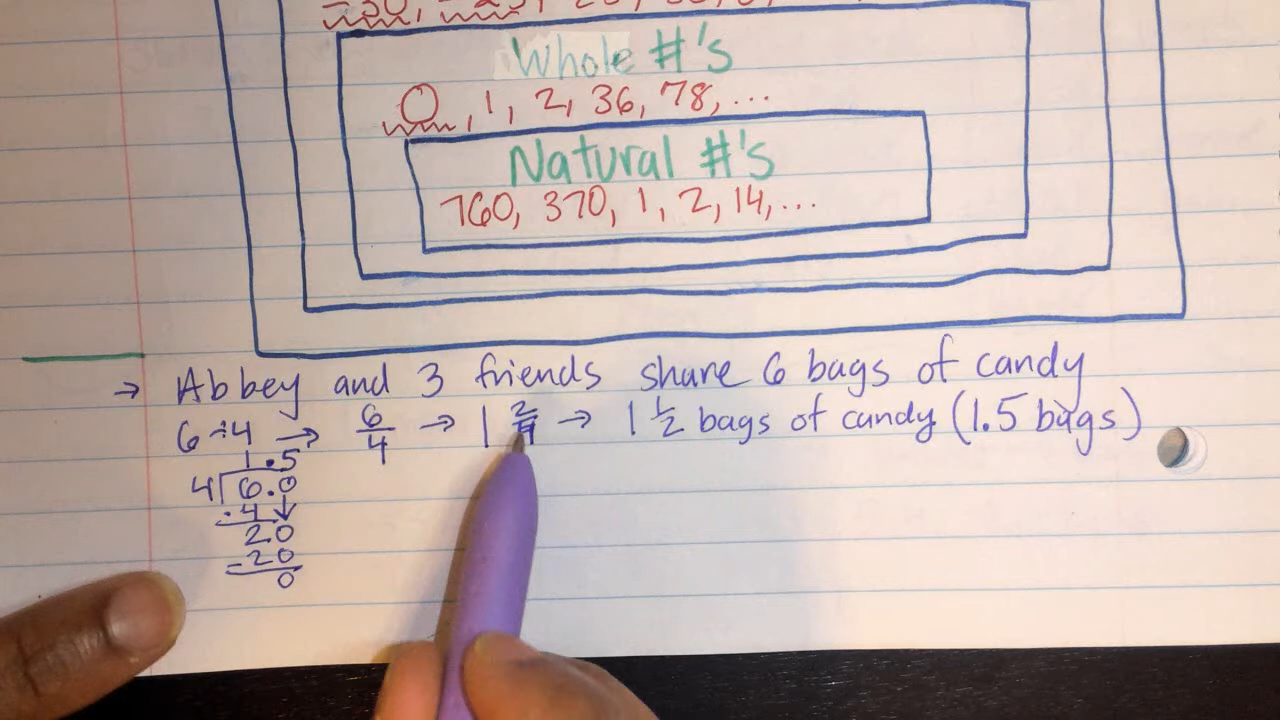 Whole #'s
0, 1, 2, 36, 78, ...
Natural #'s
760, 370, 1, 2, 14, ...
→ Abbey and 3 friends share 6 bags of candy
6 ÷ 4 → 6/4 → 1 2/4 → 1 1/2 bags of candy (1.5 bags)
1.5
4 6.0
-4↓
20
-20
0